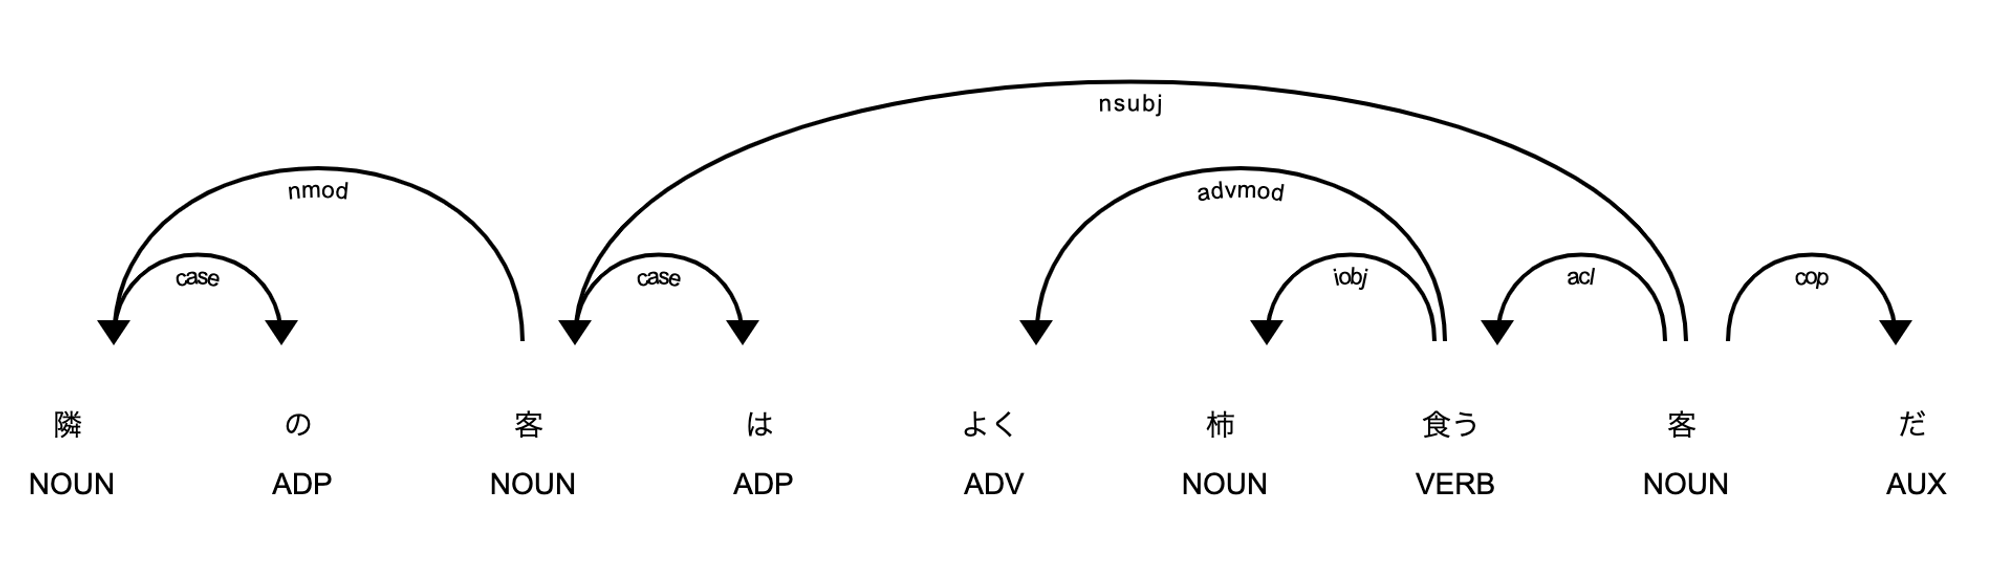 nsubj
nmod advmod
case case iobj acl cop
隣 の 客 は よく 柿 食う 客 だ
NOUN ADP NOUN ADP ADV NOUN VERB NOUN AUX